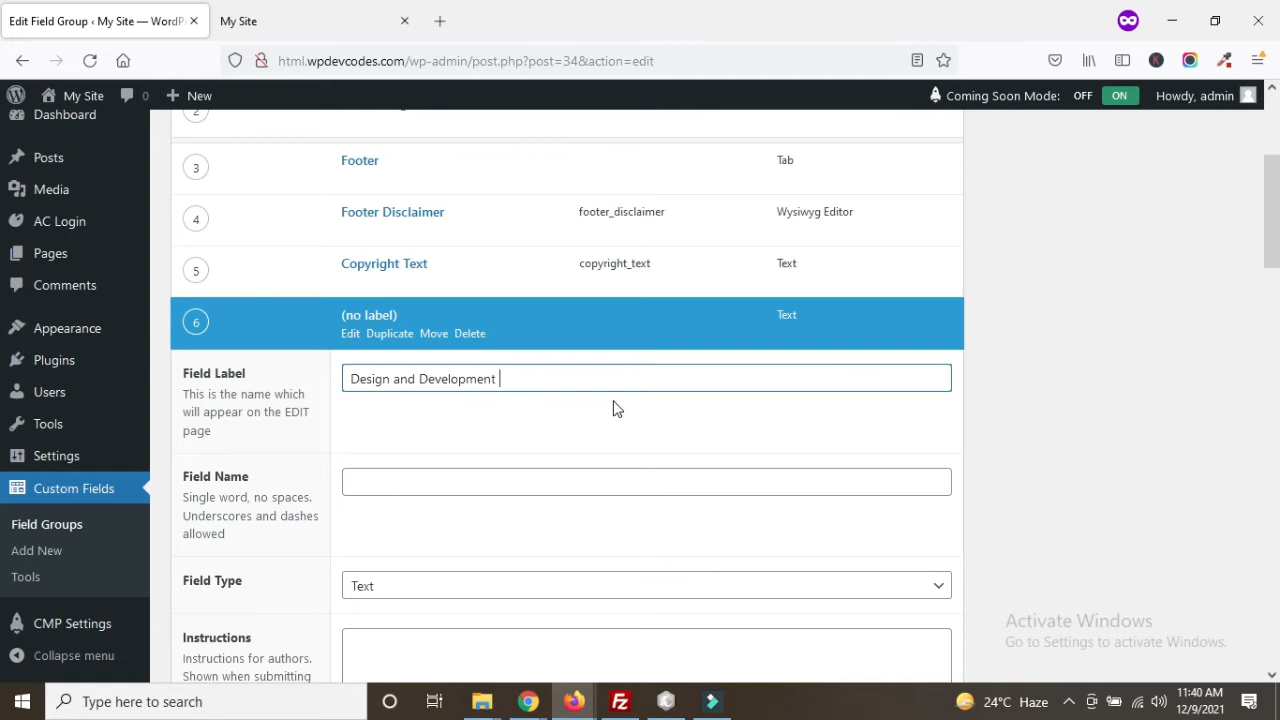 Edit Field Group ‹ My Site — WordPr
My Site
html.wpdevcodes.com/wp-admin/post.php?post=34&action=edit
My Site
0
New
Coming Soon Mode:
OFF
ON
Howdy, admin
Dashboard
Posts
Media
AC Login
Pages
Comments
Appearance
Plugins
Users
Tools
Settings
Custom Fields
Field Groups
Add New
Tools
CMP Settings
Collapse menu
2
3
Footer
Tab
4
Footer Disclaimer
footer_disclaimer
Wysiwyg Editor
5
Copyright Text
copyright_text
Text
6
(no label)
Text
Edit Duplicate Move Delete
Field Label
This is the name which
will appear on the EDIT
page
Design and Development
Field Name
Single word, no spaces.
Underscores and dashes
allowed
Field Type
Text
Instructions
Instructions for authors.
Shown when submitting
Activate Windows
Go to Settings to activate Windows.
Type here to search
24°C Haze
11:40 AM
12/9/2021